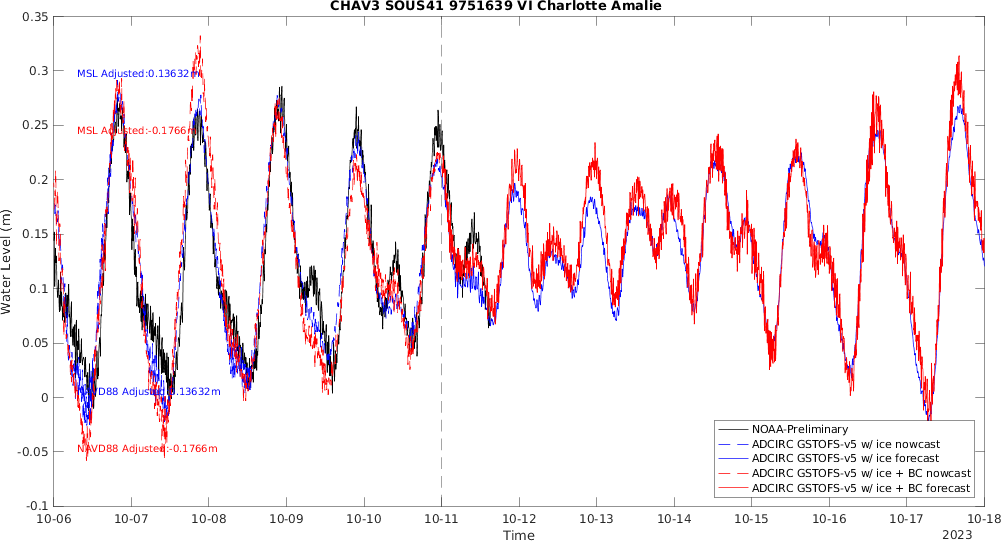 CHAV3 SOUS41 9751639 VI Charlotte Amalie
0.35
0.3
0.25
0.2
0.15
0.1
0.05
0
-0.05
-0.1
Water Level (m)
MSL Adjusted:0.13632m
MSL Adjusted:-0.1766m
NAVD88 Adjusted:0.13632m
NAVD88 Adjusted:-0.1766m
NOAA-Preliminary
ADCIRC GSTOFS-v5 w/ ice nowcast
ADCIRC GSTOFS-v5 w/ ice forecast
ADCIRC GSTOFS-v5 w/ ice + BC nowcast
ADCIRC GSTOFS-v5 w/ ice + BC forecast
10-06 10-07 10-08 10-09 10-10 10-11 10-12 10-13 10-14 10-15 10-16 10-17 10-18
Time
2023